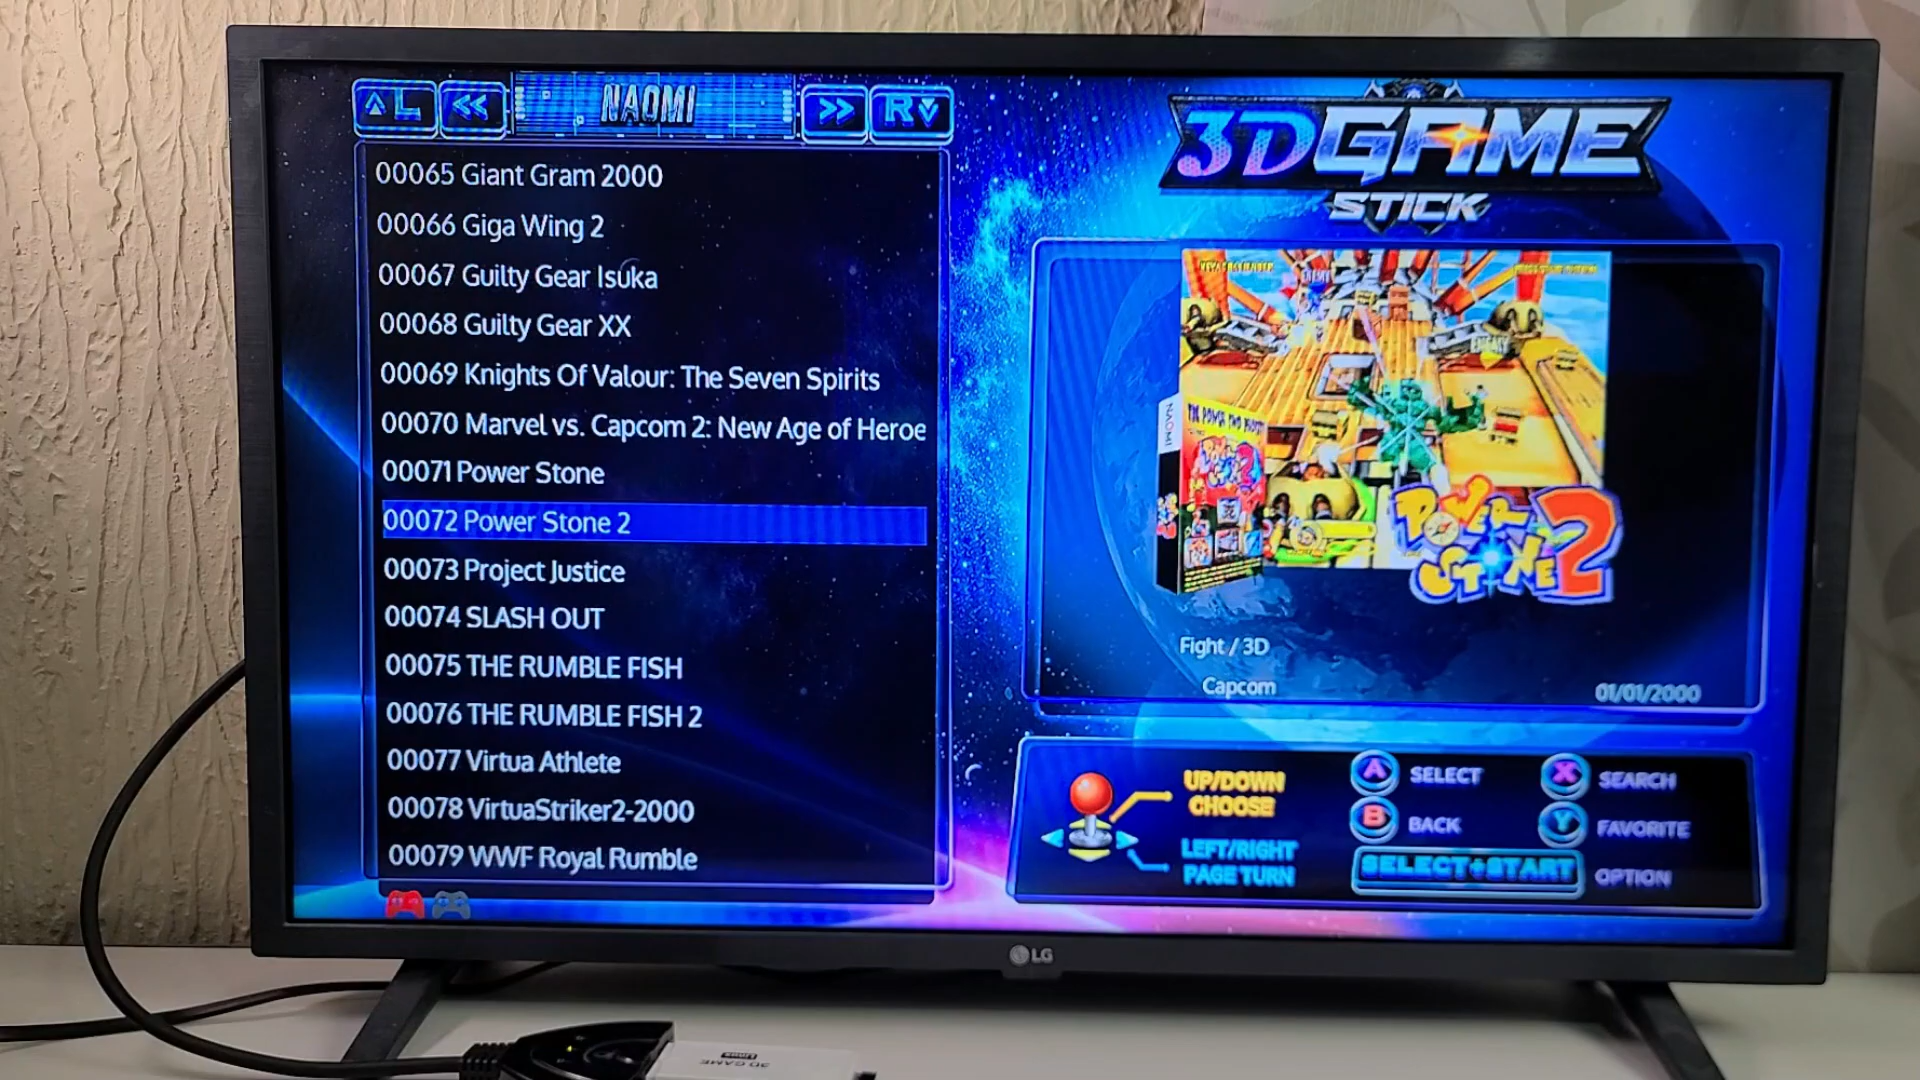 L
NAOMI
R
3D GAME
STICK
00065 Giant Gram 2000
00066 Giga Wing 2
00067 Guilty Gear Isuka
00068 Guilty Gear XX
00069 Knights Of Valour: The Seven Spirits
00070 Marvel vs. Capcom 2: New Age of Heroe
00071 Power Stone
00072 Power Stone 2
00073 Project Justice
00074 SLASH OUT
00075 THE RUMBLE FISH
00076 THE RUMBLE FISH 2
00077 Virtua Athlete
00078 VirtuaStriker2-2000
00079 WWF Royal Rumble
NAOMI
POWER
STONE 2
Fight / 3D
Capcom
01/01/2000
UP/DOWN
CHOOSE
LEFT/RIGHT
PAGE TURN
A SELECT
X SEARCH
B BACK
Y FAVORITE
SELECT+START OPTION
LG
3D GAME
Linux